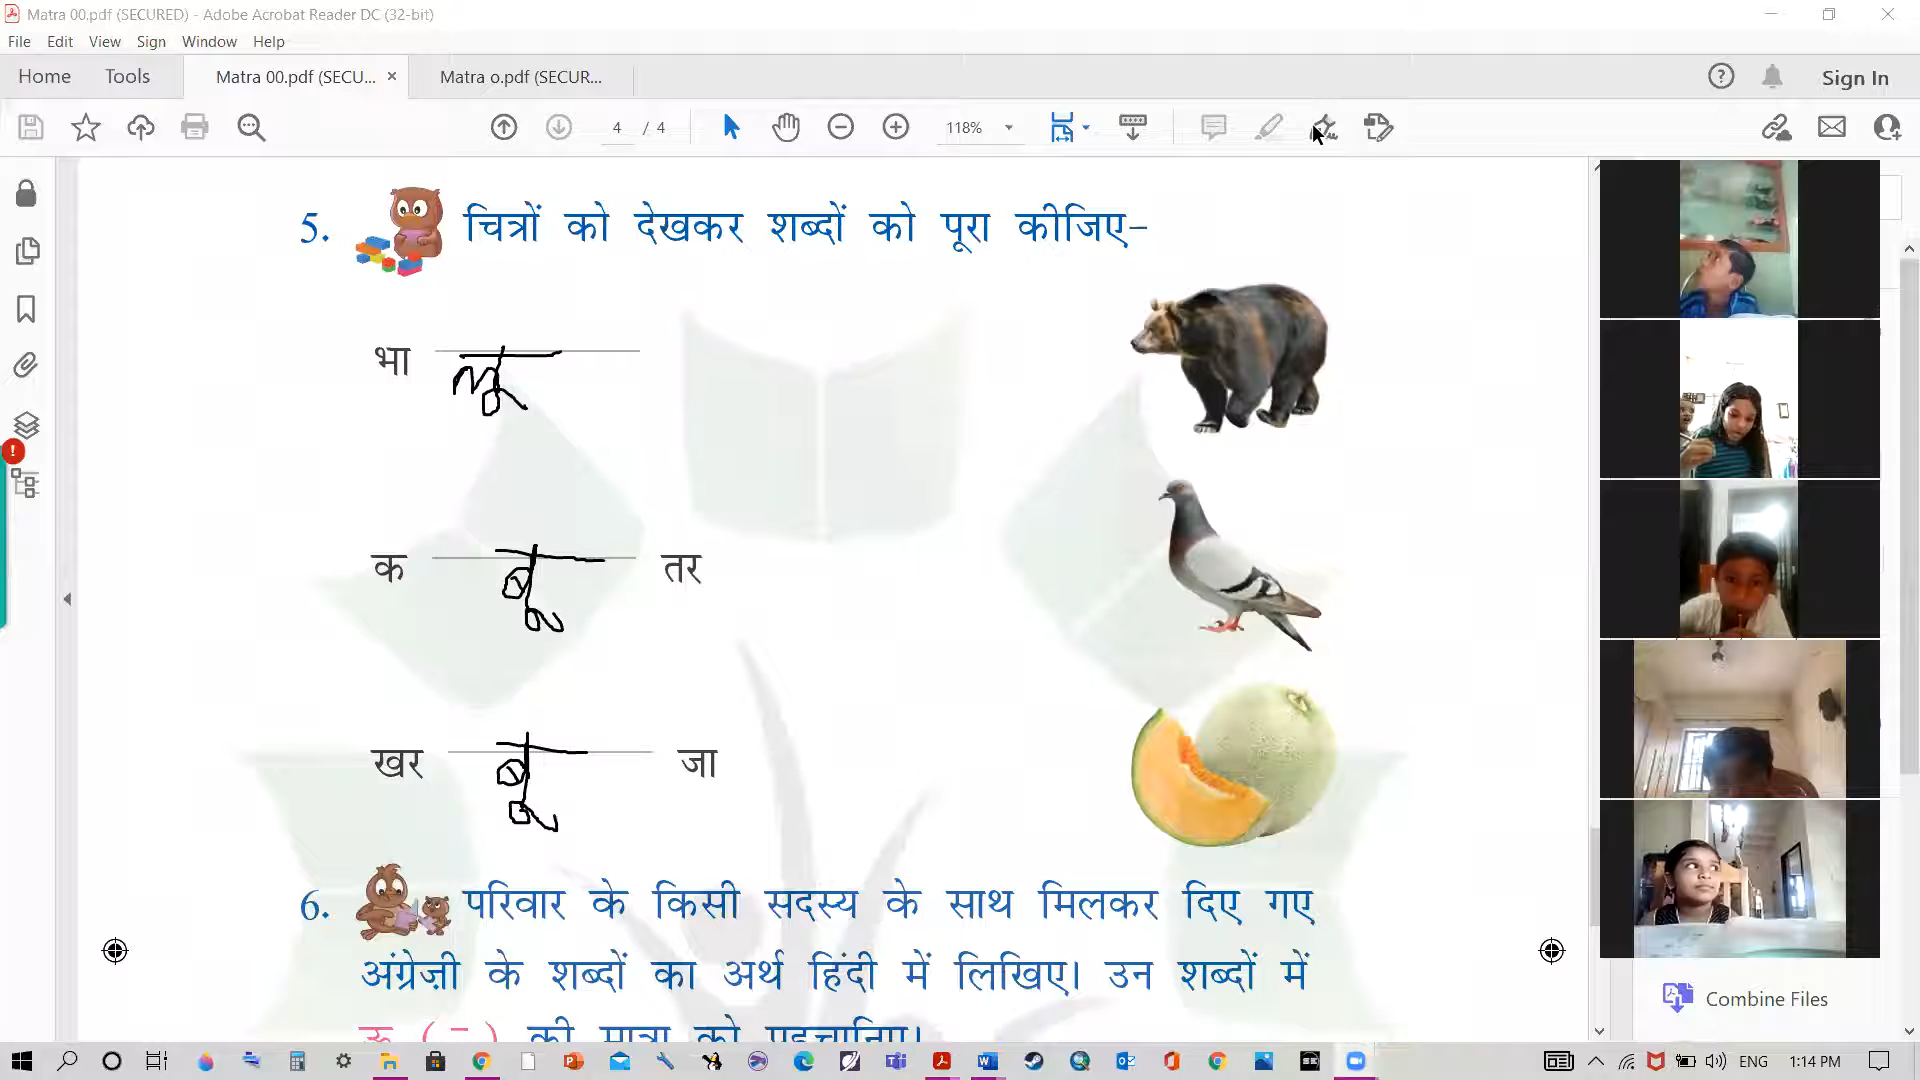 Matra 00.pdf (SECURED) - Adobe Acrobat Reader DC (32-bit)
File Edit View Sign Window Help
Home Tools Matra 00.pdf (SECU... × Matra o.pdf (SECUR... Sign In
4 / 4 118%
5. चित्रों को देखकर शब्दों को पूरा कीजिए-
भा लू
क बू तर
खर बू जा
6. परिवार के किसी सदस्य के साथ मिलकर दिए गए
अंग्रेज़ी के शब्दों का अर्थ हिंदी में लिखिए। उन शब्दों में
की मात्रा को पहचानिए।
Combine Files
ENG 1:14 PM